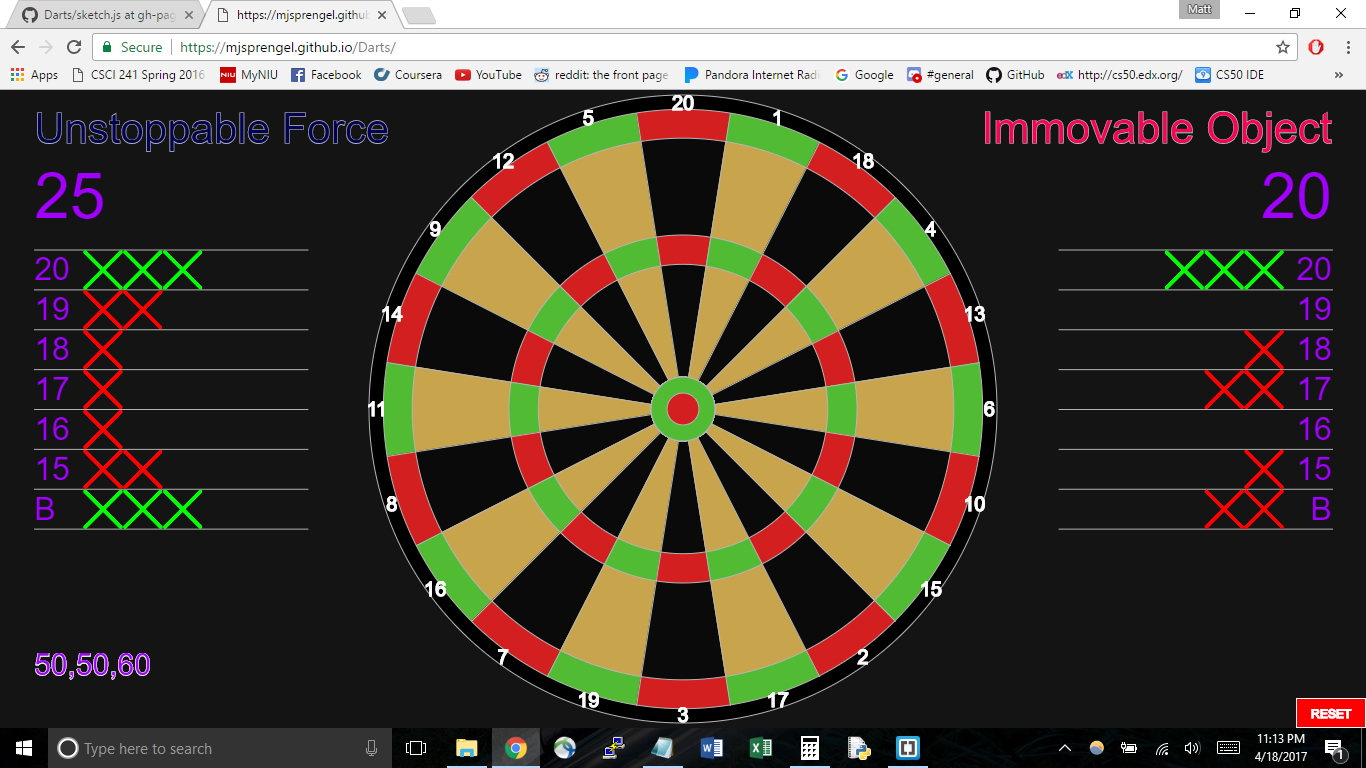 Matt
Darts/sketch.js at gh-pag
https://mjsprengel.github
Secure https://mjsprengel.github.io/Darts/
Apps CSCI 241 Spring 2016 NIU MyNIU Facebook Coursera YouTube reddit: the front page Pandora Internet Radi Google #general GitHub edX http://cs50.edx.org/ CS50 IDE »
Unstoppable Force
25
20
19
18
17
16
15
B
50,50,60
20
5 1
12 18
9 4
14 13
11 6
8 10
16 15
7 2
19 17
3
Immovable Object
20
20
19
18
17
16
15
B
RESET
Type here to search
11:13 PM
4/18/2017
1